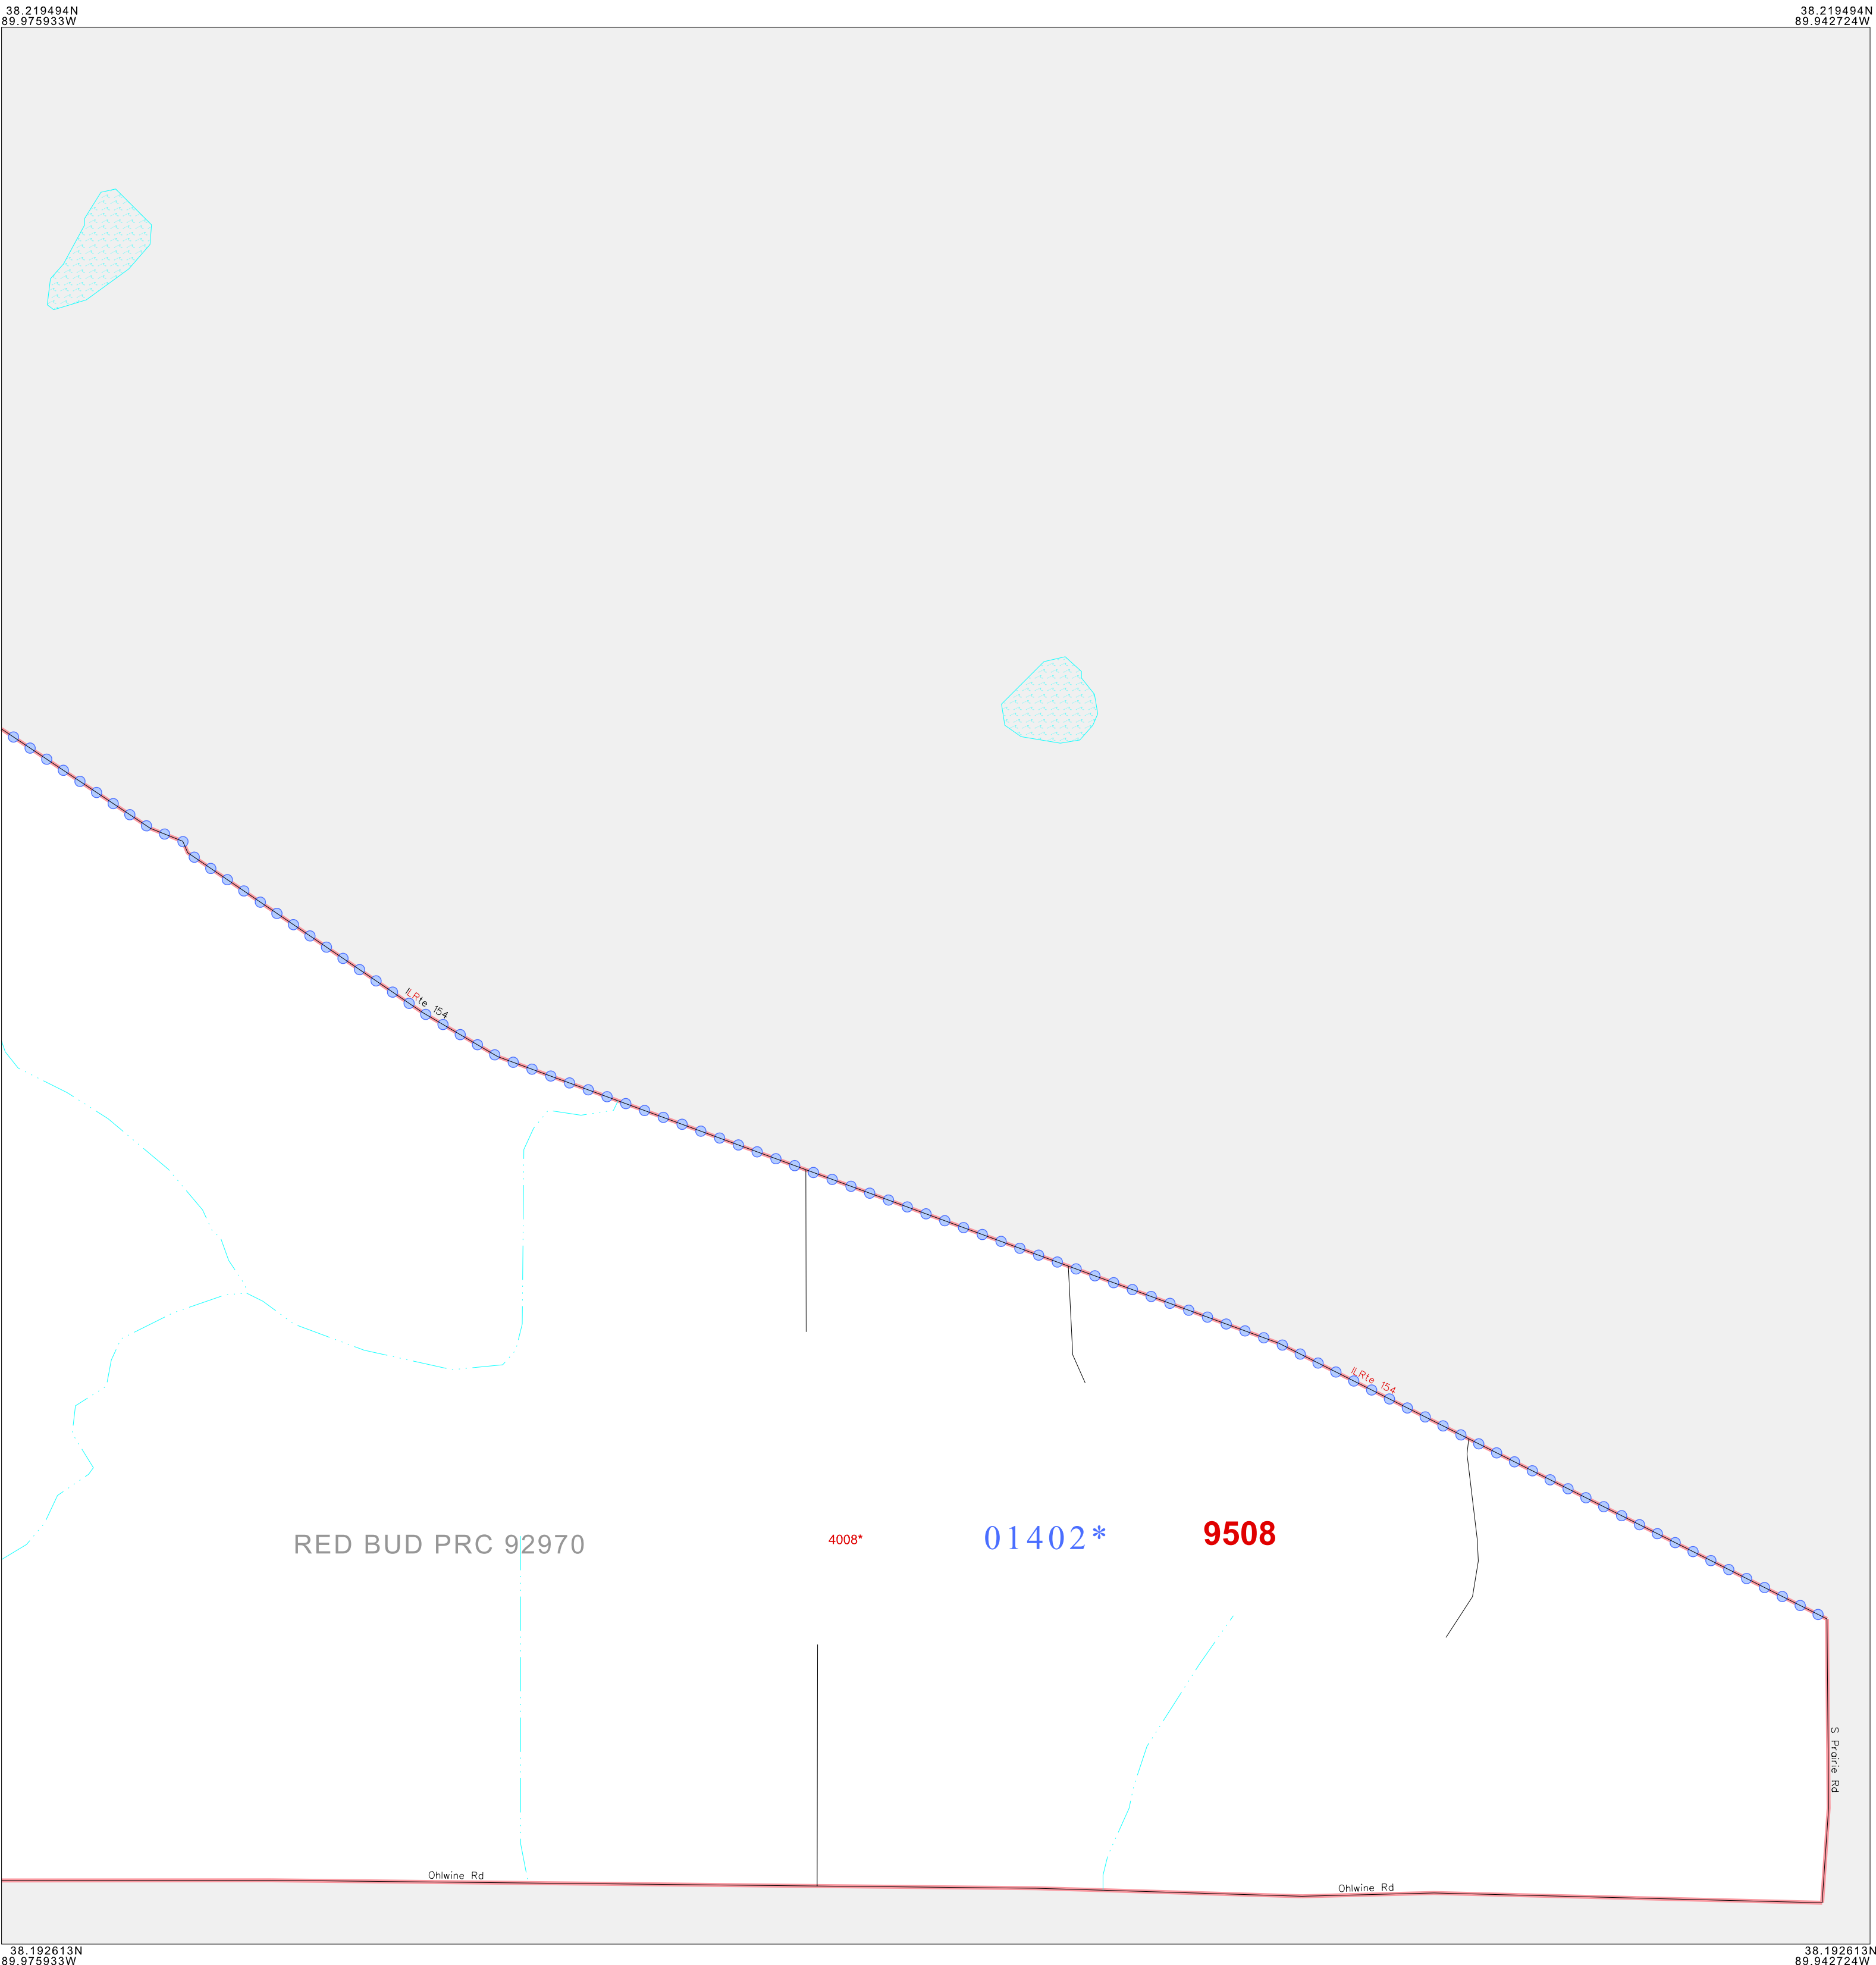 38.219494N
89.975933W
38.219494N
89.942724W
ILRte 154
ILRte 154
RED BUD PRC 92970
4008*
01402*
9508
S Prairie Rd
Ohlwine Rd
Ohlwine Rd
38.192613N
89.975933W
38.192613N
89.942724W